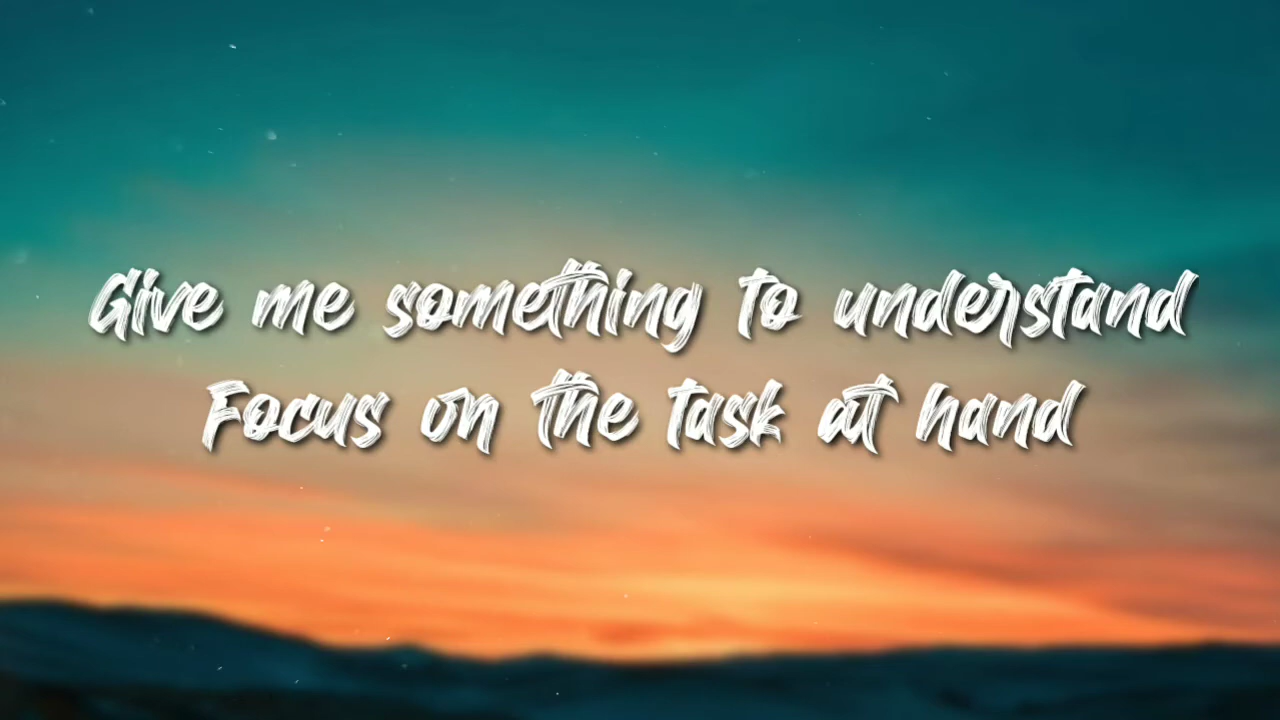 Give me something to understand
Focus on the task at hand